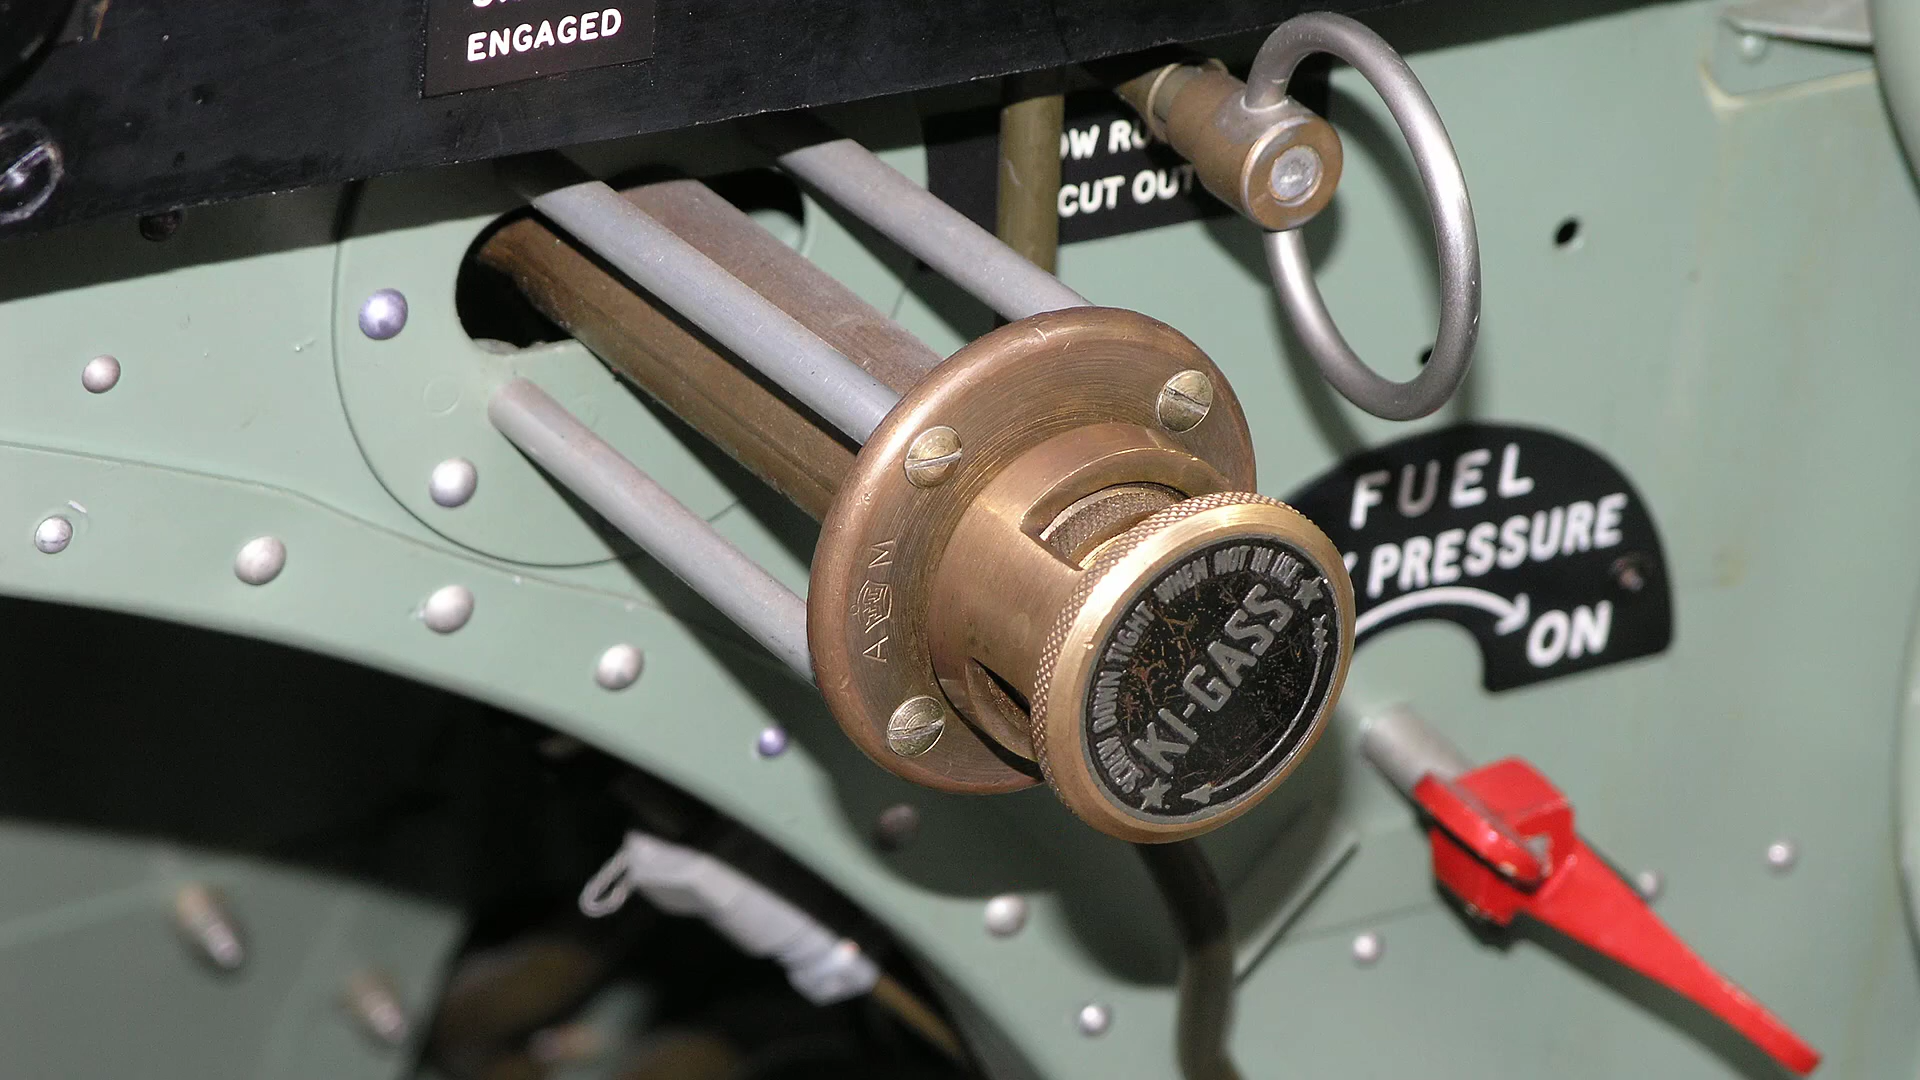 ENGAGED
CUT OUT
FUEL
PRESSURE
ON
A M
SCREW DOWN TIGHT WHEN NOT IN USE
KI-GASS